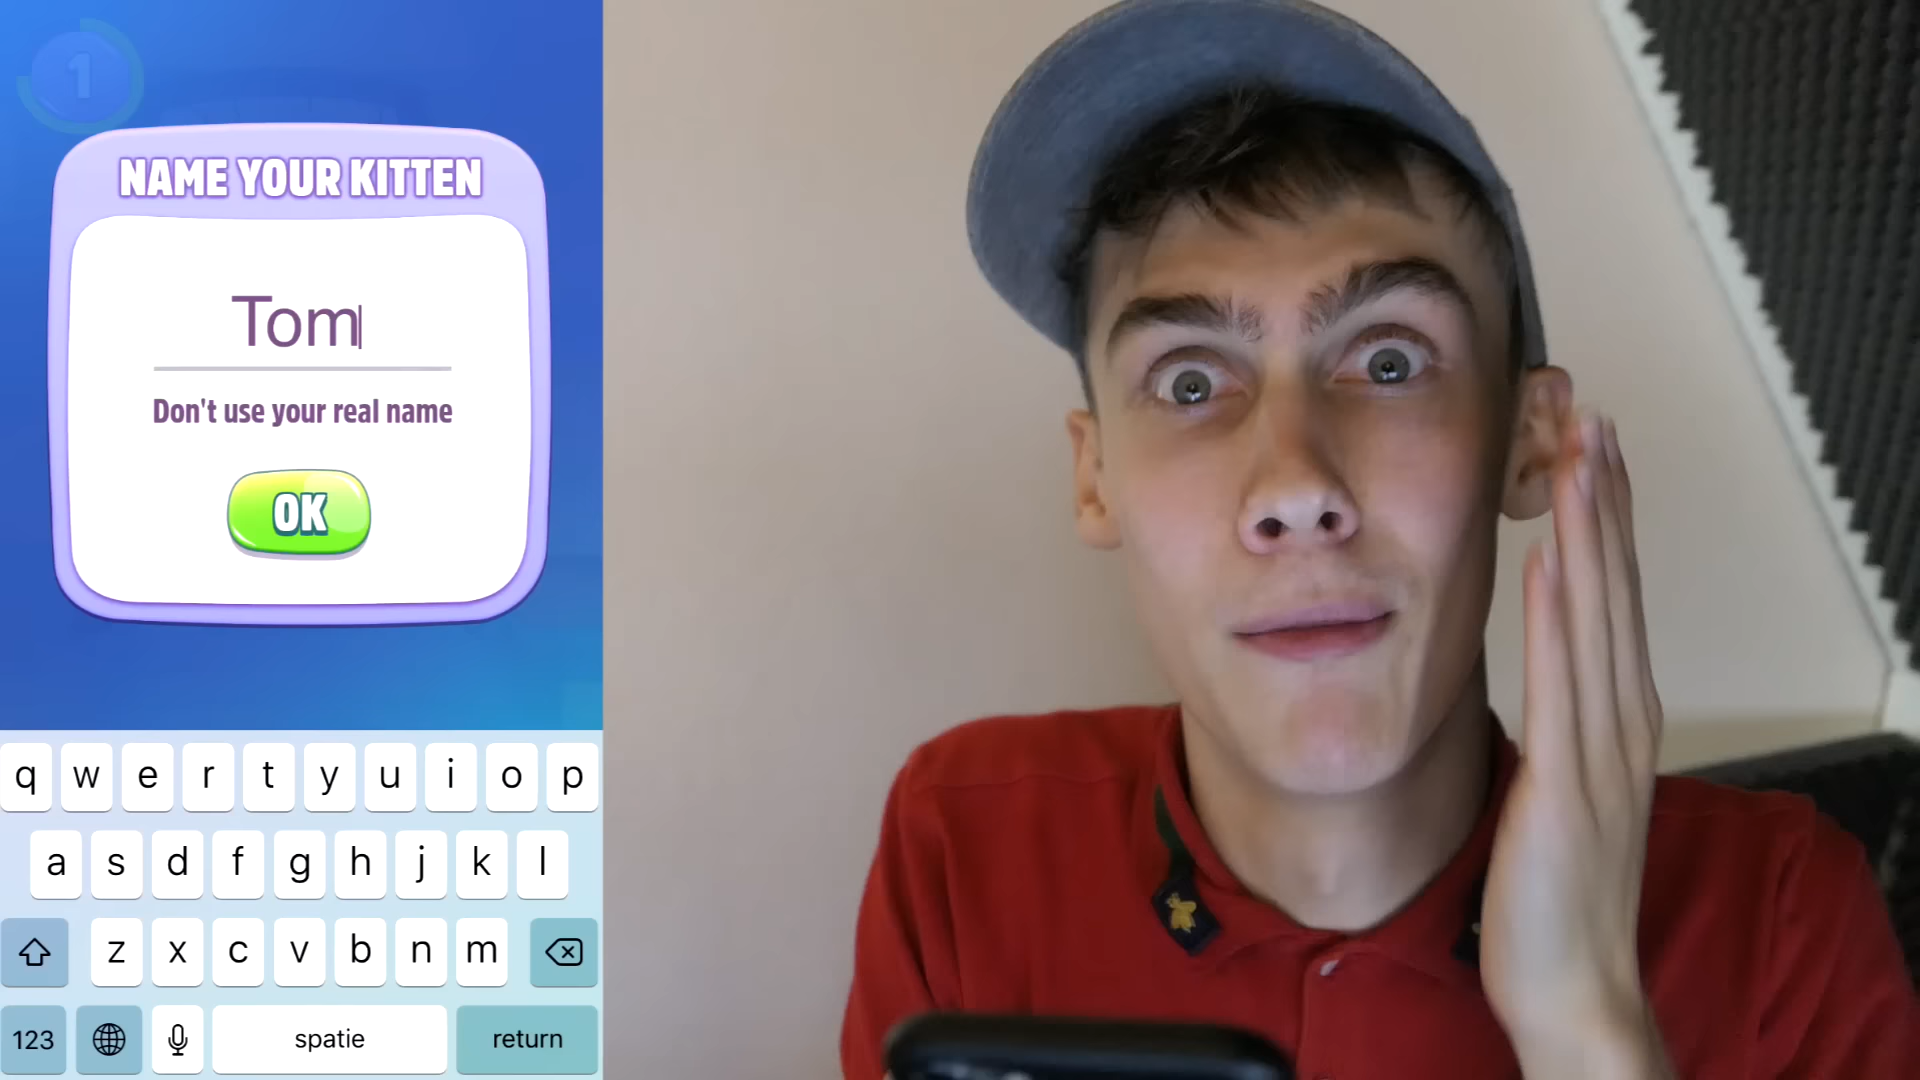 1
NAME YOUR KITTEN
Tom
Don't use your real name
OK
q w e r t y u i o p
a s d f g h j k l
z x c v b n m
123 spatie return